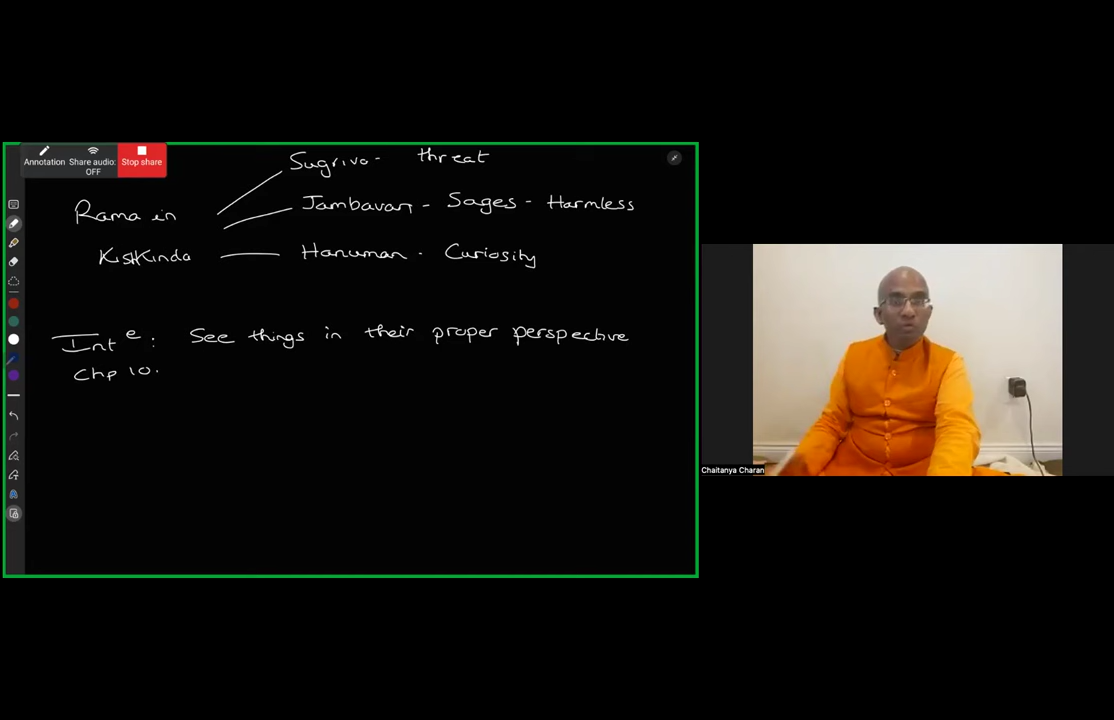 Annotation
Share audio: OFF
Stop share
Sugriva - threat
Rama in
Jambavan - Sages - Harmless
Kishkinda
Hanuman - Curiosity
Int e : See things in their proper perspective
Chp 10.
Chaitanya Charan